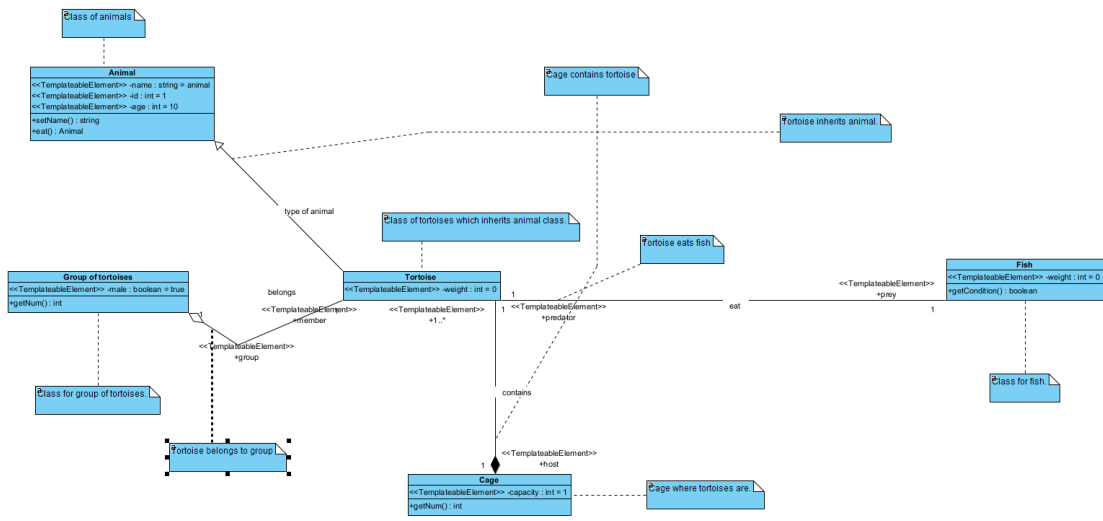 Class of animals
Animal
<<TemplateableElement>> -name : string = animal
<<TemplateableElement>> -id : int = 1
<<TemplateableElement>> -age : int = 10
+setName() : string
+eat() : Animal
Cage contains tortoise
Tortoise inherits animal.
type of animal
Class of tortoises which inherits animal class.
Tortoise eats fish
Group of tortoises
<<TemplateableElement>> -male : boolean = true
+getNum() : int
belongs
<<TemplateableElement>>
+member
1
<<TemplateableElement>>
+group
Tortoise
<<TemplateableElement>> -weight : int = 0
<<TemplateableElement>>
+1..*
1
1
<<TemplateableElement>>
+predator
eat
<<TemplateableElement>>
+prey
1
Fish
<<TemplateableElement>> -weight : int = 0
+getCondition() : boolean
Class for group of tortoises.
Class for fish.
contains
Tortoise belongs to group
<<TemplateableElement>>
+host
1
Cage
<<TemplateableElement>> -capacity : int = 1
+getNum() : int
Cage where tortoises are.